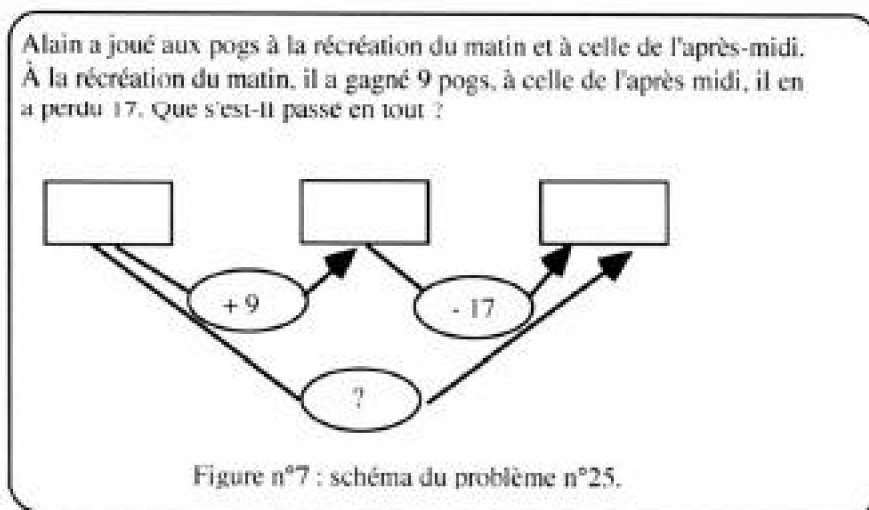 Alain a joué aux pogs à la récréation du matin et à celle de l'après-midi.
À la récréation du matin, il a gagné 9 pogs, à celle de l'après midi, il en
a perdu 17. Que s'est-il passé en tout ?
+ 9
- 17
?
Figure n°7 : schéma du problème n°25.